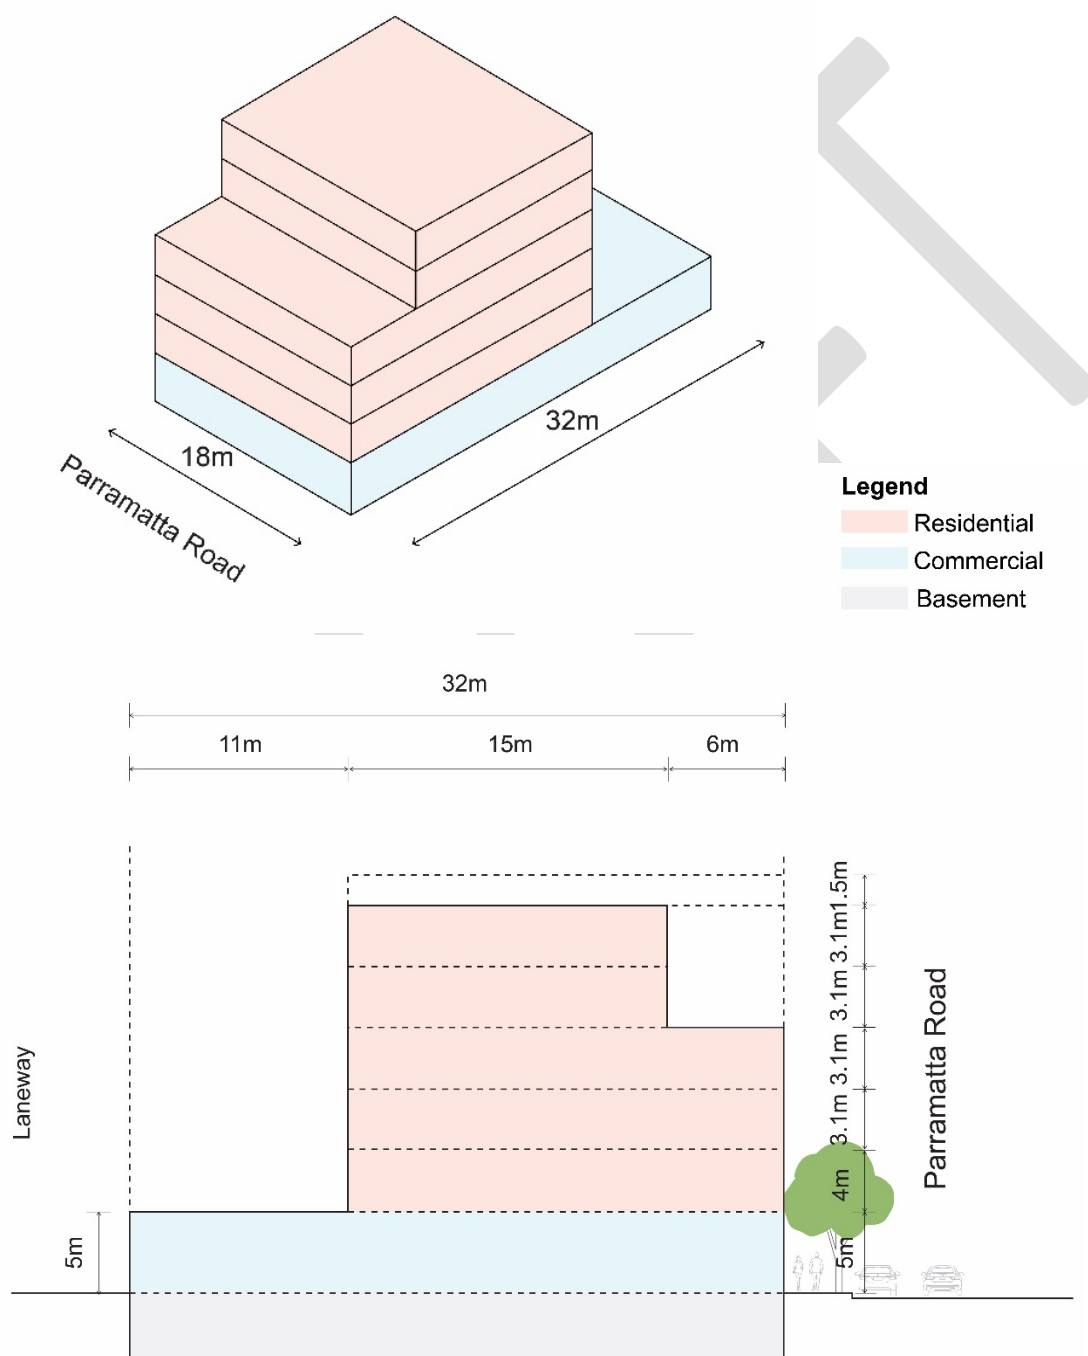 32m
18m
Parramatta Road
Legend
Residential
Commercial
Basement
32m
11m
15m
6m
1.5m
3.1m
3.1m
3.1m
3.1m
4m
5m
5m
Laneway
Parramatta Road